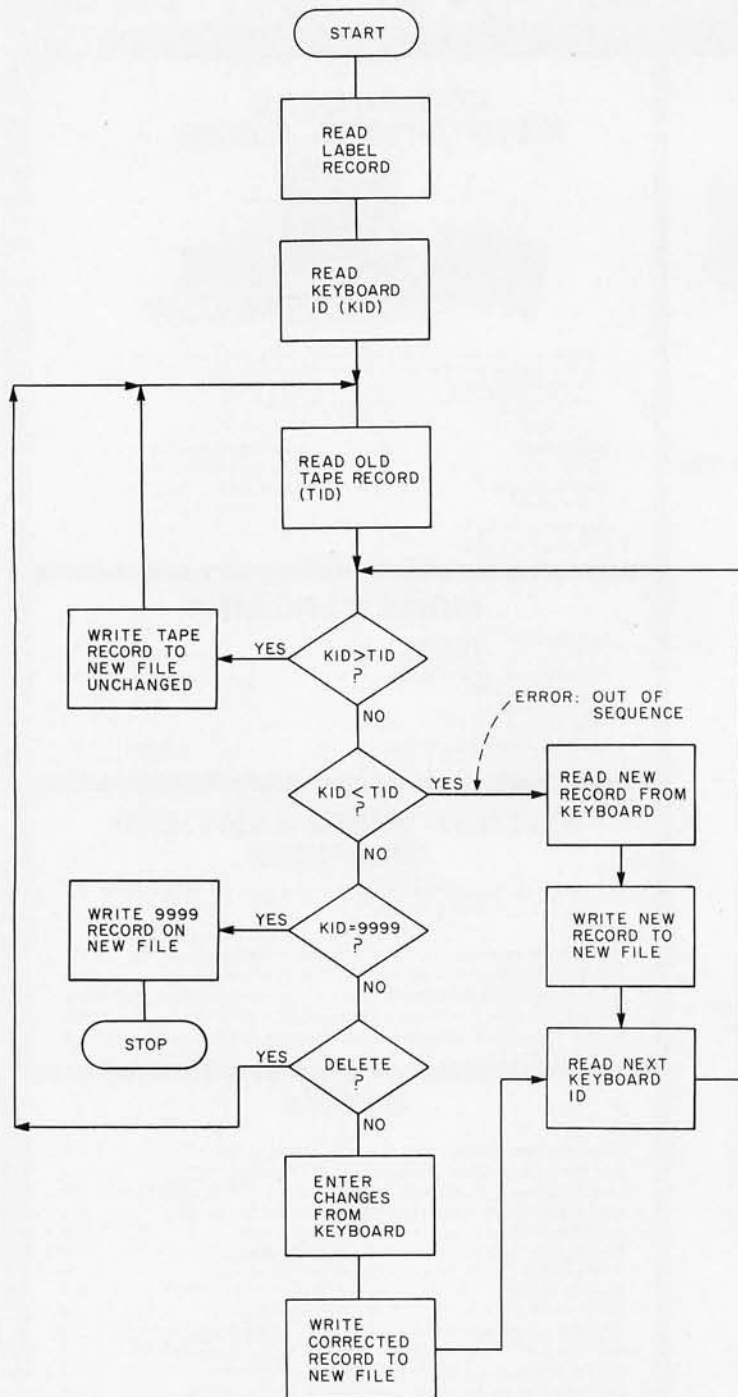 START
READ
LABEL
RECORD
READ
KEYBOARD
ID (KID)
READ OLD
TAPE RECORD
(TID)
WRITE TAPE
RECORD TO
NEW FILE
UNCHANGED
YES
KID>TID
?
NO
ERROR: OUT OF
SEQUENCE
KID < TID
?
YES
READ NEW
RECORD FROM
KEYBOARD
NO
WRITE 9999
RECORD ON
NEW FILE
YES
KID=9999
?
WRITE NEW
RECORD TO
NEW FILE
NO
STOP
YES
DELETE
?
READ NEXT
KEYBOARD
ID
NO
ENTER
CHANGES
FROM
KEYBOARD
WRITE
CORRECTED
RECORD TO
NEW FILE